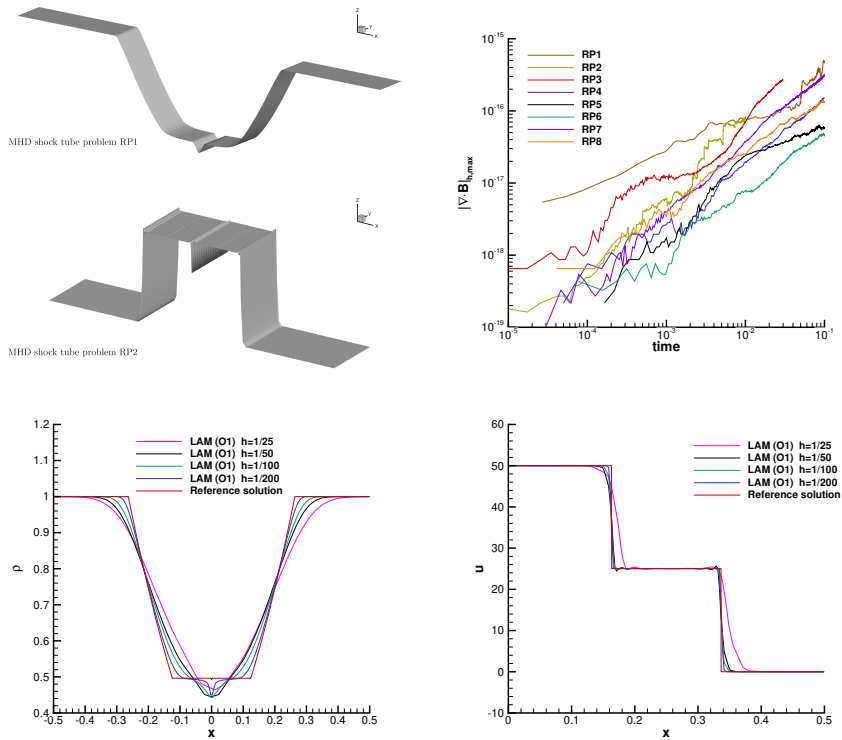 Z
Y
X
MHD shock tube problem RP1
Z
Y
X
MHD shock tube problem RP2
|∇·B|h,max
10^-15
10^-16
10^-17
10^-18
10^-19
RP1
RP2
RP3
RP4
RP5
RP6
RP7
RP8
10^-5 10^-4 10^-3 10^-2 10^-1
time
ρ
1.2
1.1
1
0.9
0.8
0.7
0.6
0.5
0.4
LAM (O1) h=1/25
LAM (O1) h=1/50
LAM (O1) h=1/100
LAM (O1) h=1/200
Reference solution
-0.5 -0.4 -0.3 -0.2 -0.1 0 0.1 0.2 0.3 0.4 0.5
x
u
60
50
40
30
20
10
0
-10
LAM (O1) h=1/25
LAM (O1) h=1/50
LAM (O1) h=1/100
LAM (O1) h=1/200
Reference solution
0 0.1 0.2 0.3 0.4 0.5
x